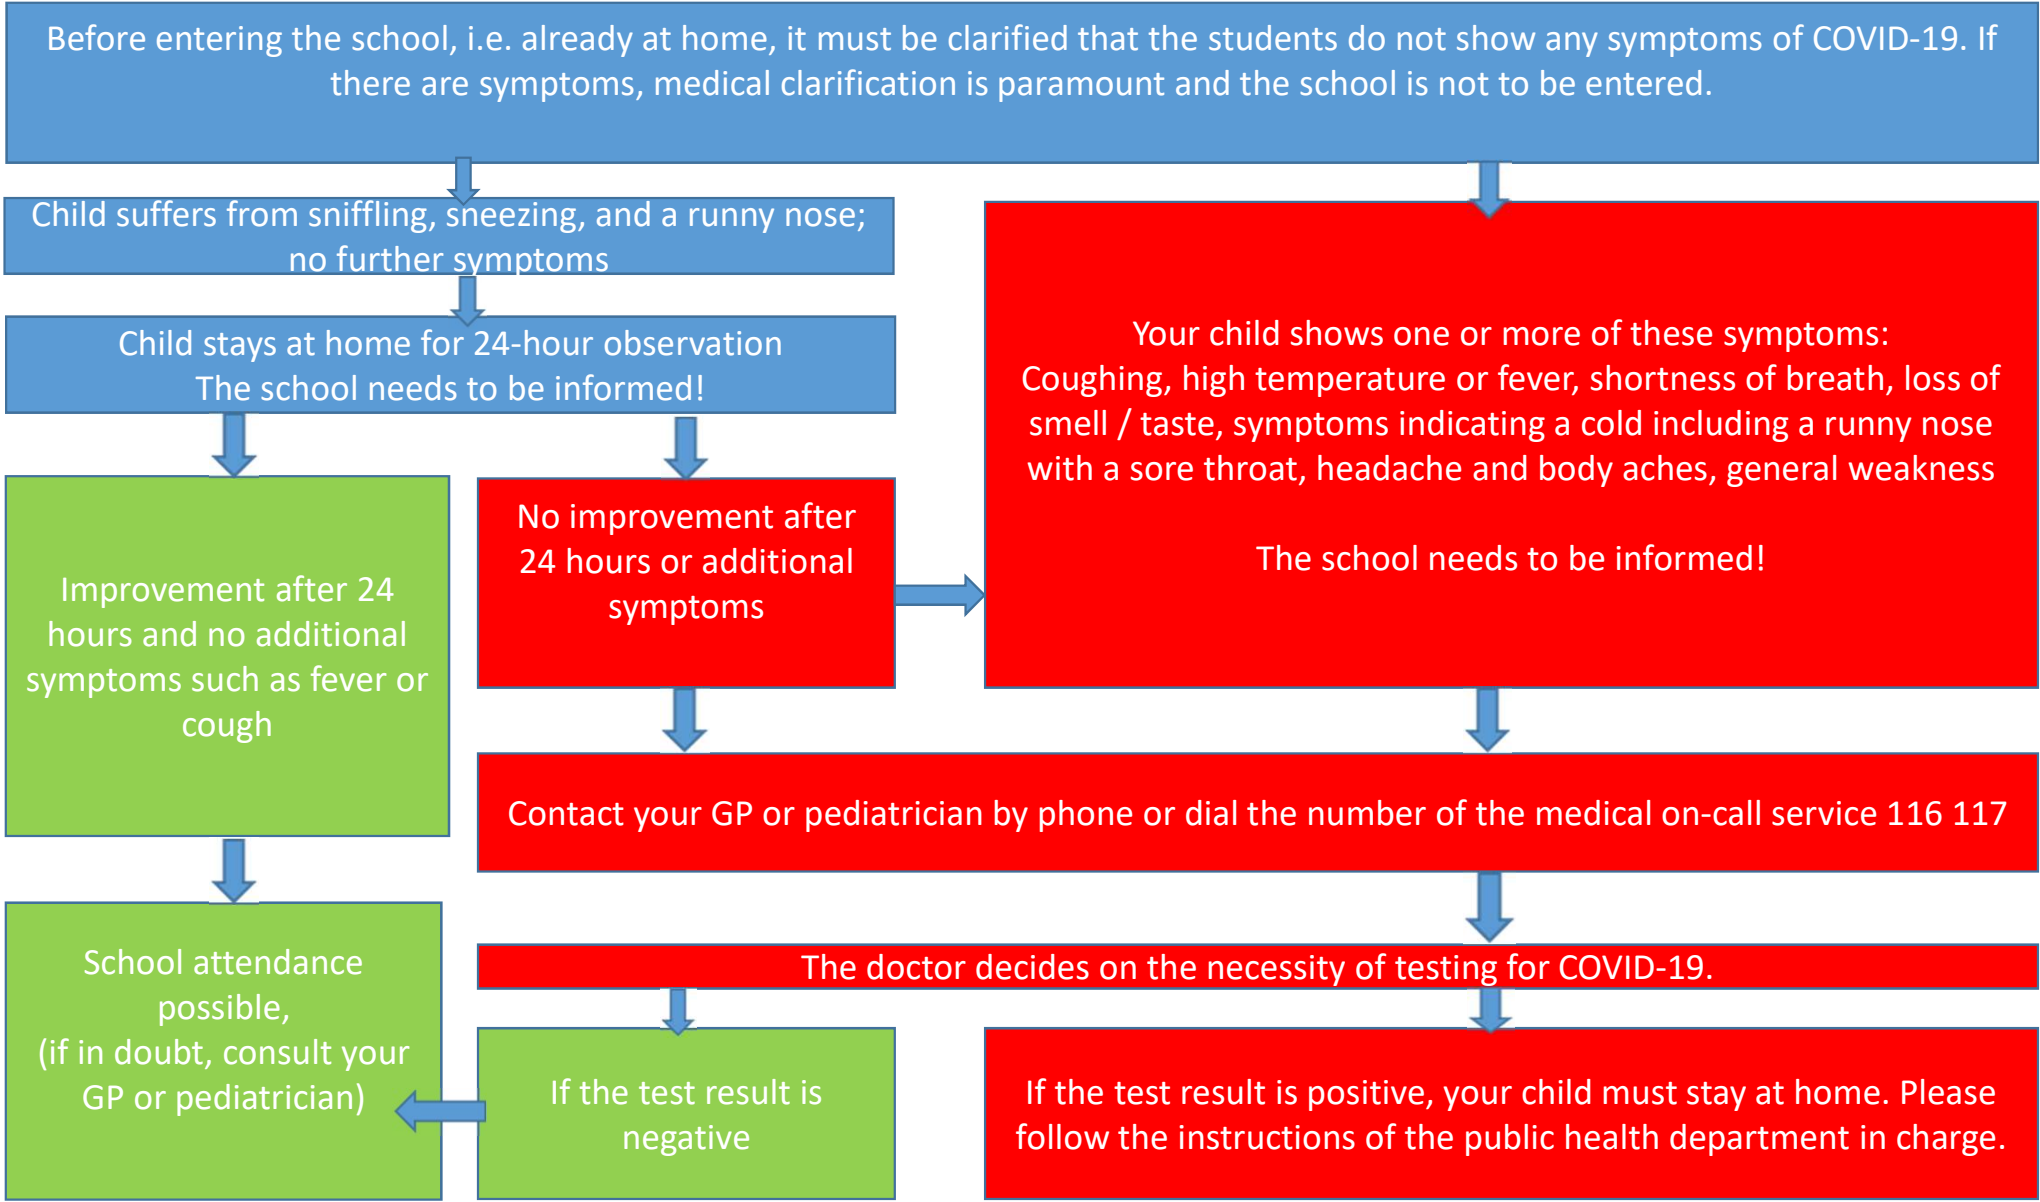 Before entering the school, i.e. already at home, it must be clarified that the students do not show any symptoms of COVID-19. If
there are symptoms, medical clarification is paramount and the school is not to be entered.
Child suffers from sniffling, sneezing, and a runny nose;
no further symptoms
Child stays at home for 24-hour observation
The school needs to be informed!
Your child shows one or more of these symptoms:
Coughing, high temperature or fever, shortness of breath, loss of
smell / taste, symptoms indicating a cold including a runny nose
with a sore throat, headache and body aches, general weakness
The school needs to be informed!
Improvement after 24
hours and no additional
symptoms such as fever or
cough
No improvement after
24 hours or additional
symptoms
Contact your GP or pediatrician by phone or dial the number of the medical on-call service 116 117
School attendance
possible,
(if in doubt, consult your
GP or pediatrician)
The doctor decides on the necessity of testing for COVID-19.
If the test result is
negative
If the test result is positive, your child must stay at home. Please
follow the instructions of the public health department in charge.